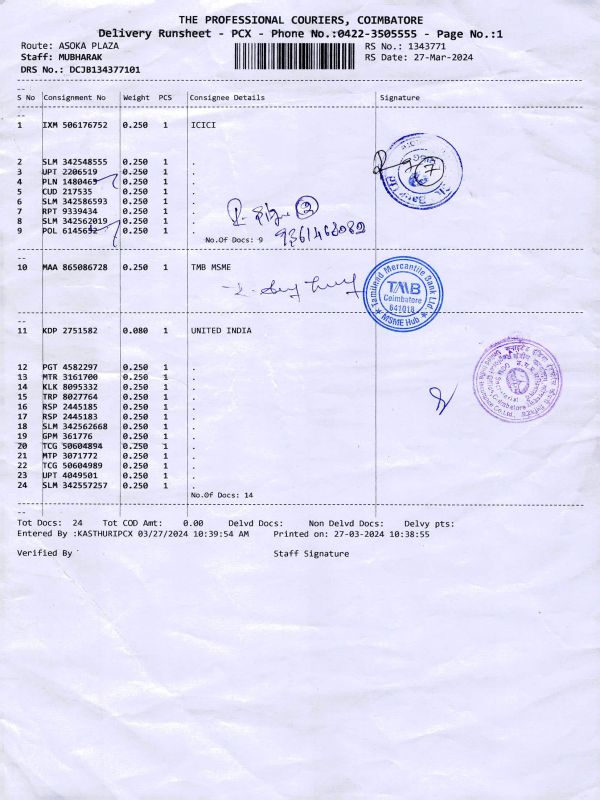 THE PROFESSIONAL COURIERS, COIMBATORE
Delivery Runsheet - PCX - Phone No.:0422-3505555 - Page No.:1
Route: ASOKA PLAZA RS No.: 1343771
Staff: MUBHARAK RS Date: 27-Mar-2024
DRS No.: DCJB134377101
S No Consignment No Weight PCS Consignee Details Signature
1 IXM 506176752 0.250 1 ICICI
2 SLM 342548555 0.250 1 .
3 UPT 2206519 0.250 1 .
4 PLN 1480465 0.250 1 .
5 CUD 217535 0.250 1 .
6 SLM 342586593 0.250 1 .
7 RPT 9339434 0.250 1 .
8 SLM 342562019 0.250 1 .
9 POL 6145652 0.250 1 .
No.Of Docs: 9
9361468082
10 MAA 865086728 0.250 1 TMB MSME
Tamilnad Mercantile Bank Ltd
TMB
Coimbatore
641018
MSME Hub
11 KDP 2751582 0.080 1 UNITED INDIA
12 PGT 4582297 0.250 1 .
13 MTR 3161700 0.250 1 .
14 KLK 8095332 0.250 1 .
15 TRP 8027764 0.250 1 .
16 RSP 2445185 0.250 1 .
17 RSP 2445183 0.250 1 .
18 SLM 342562668 0.250 1 .
19 GPM 361776 0.250 1 .
20 TCG 50604894 0.250 1 .
21 MTP 3071772 0.250 1 .
22 TCG 50604989 0.250 1 .
23 UPT 4049501 0.250 1 .
24 SLM 342557257 0.250 1 .
No.Of Docs: 14
Tot Docs: 24 Tot COD Amt: 0.00 Delvd Docs: Non Delvd Docs: Delvy pts:
Entered By :KASTHURIPCX 03/27/2024 10:39:54 AM Printed on: 27-03-2024 10:38:55
Verified By Staff Signature